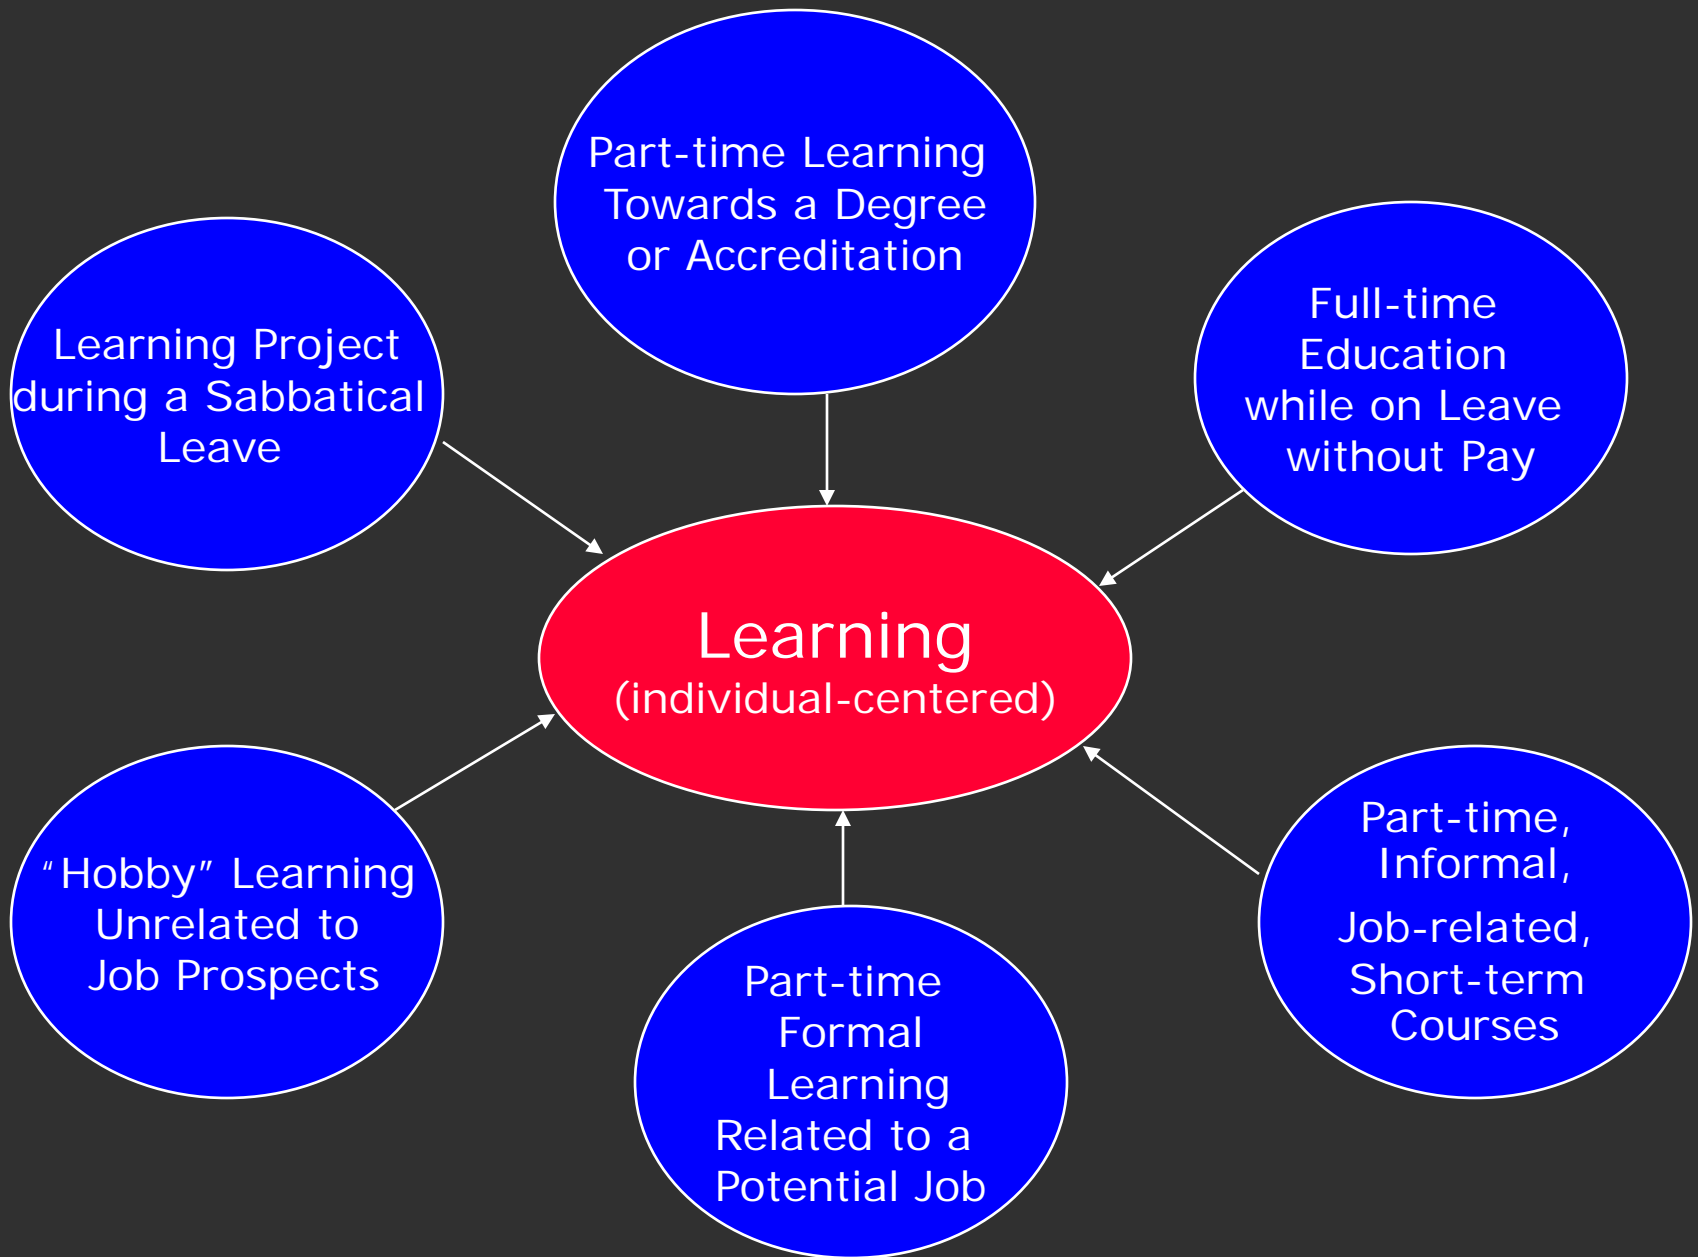 Part-time Learning
Towards a Degree
or Accreditation
Learning Project
during a Sabbatical
Leave
Full-time
Education
while on Leave
without Pay
Learning
(individual-centered)
“Hobby” Learning
Unrelated to
Job Prospects
Part-time
Formal
Learning
Related to a
Potential Job
Part-time,
Informal,
Job-related,
Short-term
Courses